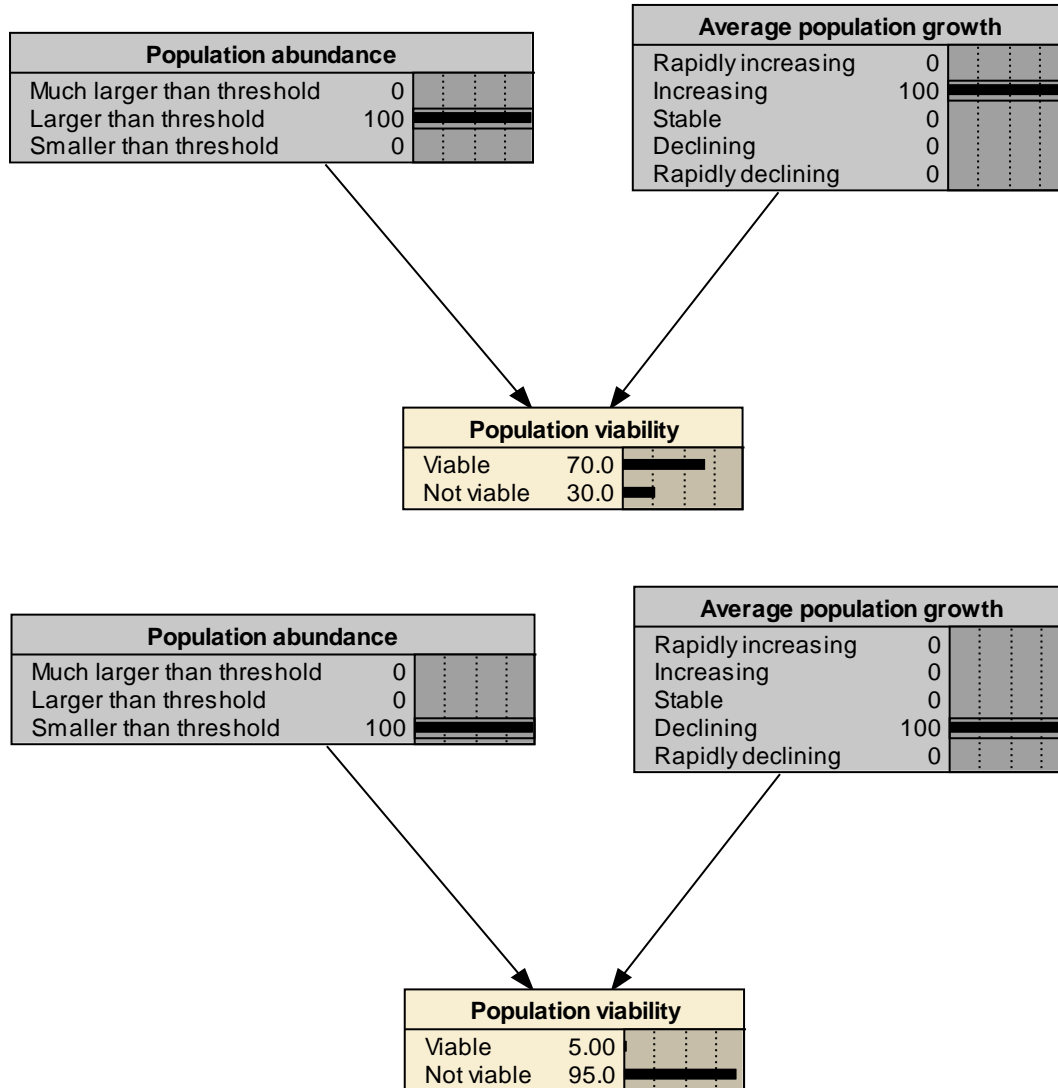 Population abundance
Much larger than threshold 0
Larger than threshold 100
Smaller than threshold 0
Average population growth
Rapidly increasing 0
Increasing 100
Stable 0
Declining 0
Rapidly declining 0
Population viability
Viable 70.0
Not viable 30.0
Population abundance
Much larger than threshold 0
Larger than threshold 0
Smaller than threshold 100
Average population growth
Rapidly increasing 0
Increasing 0
Stable 0
Declining 100
Rapidly declining 0
Population viability
Viable 5.00
Not viable 95.0